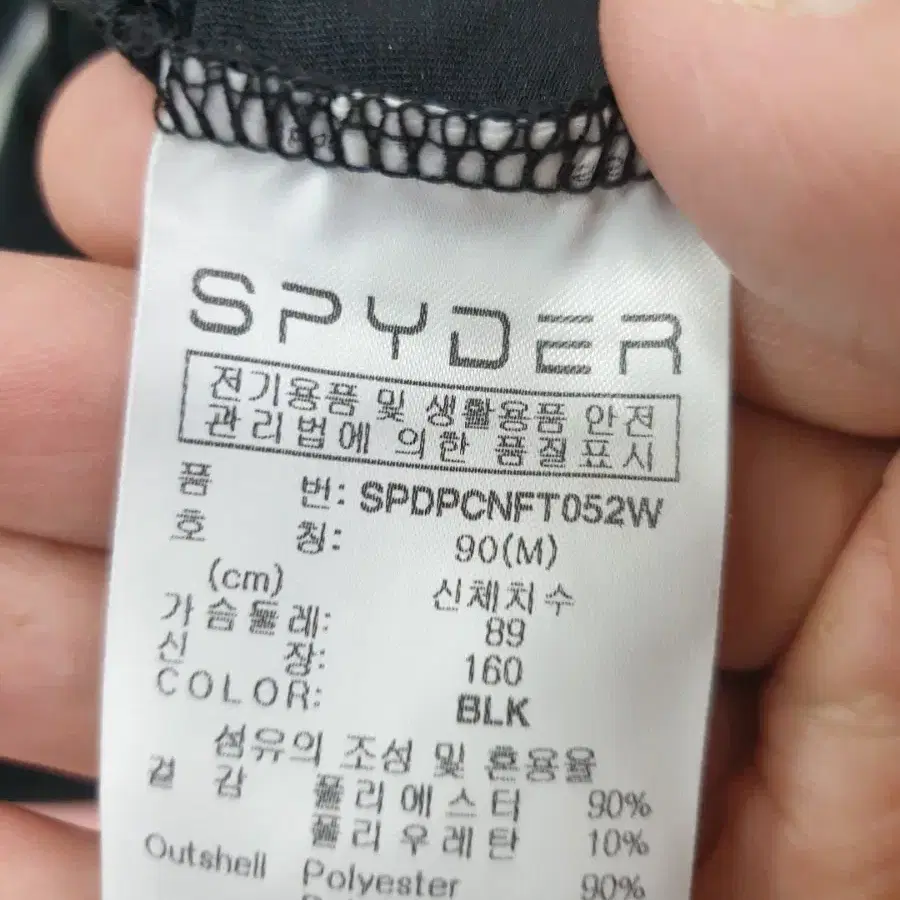 SPYDER
전기용품 및 생활용품 안전
관리법에 의한 품질표시
품 번: SPDPCNFT052W
호 칭: 90(M)
(cm) 신체치수
가슴둘레: 89
신 장: 160
COLOR: BLK
섬유의 조성 및 혼용율
겉 감 폴리에스터 90%
폴리우레탄 10%
Outshell Polyester 90%